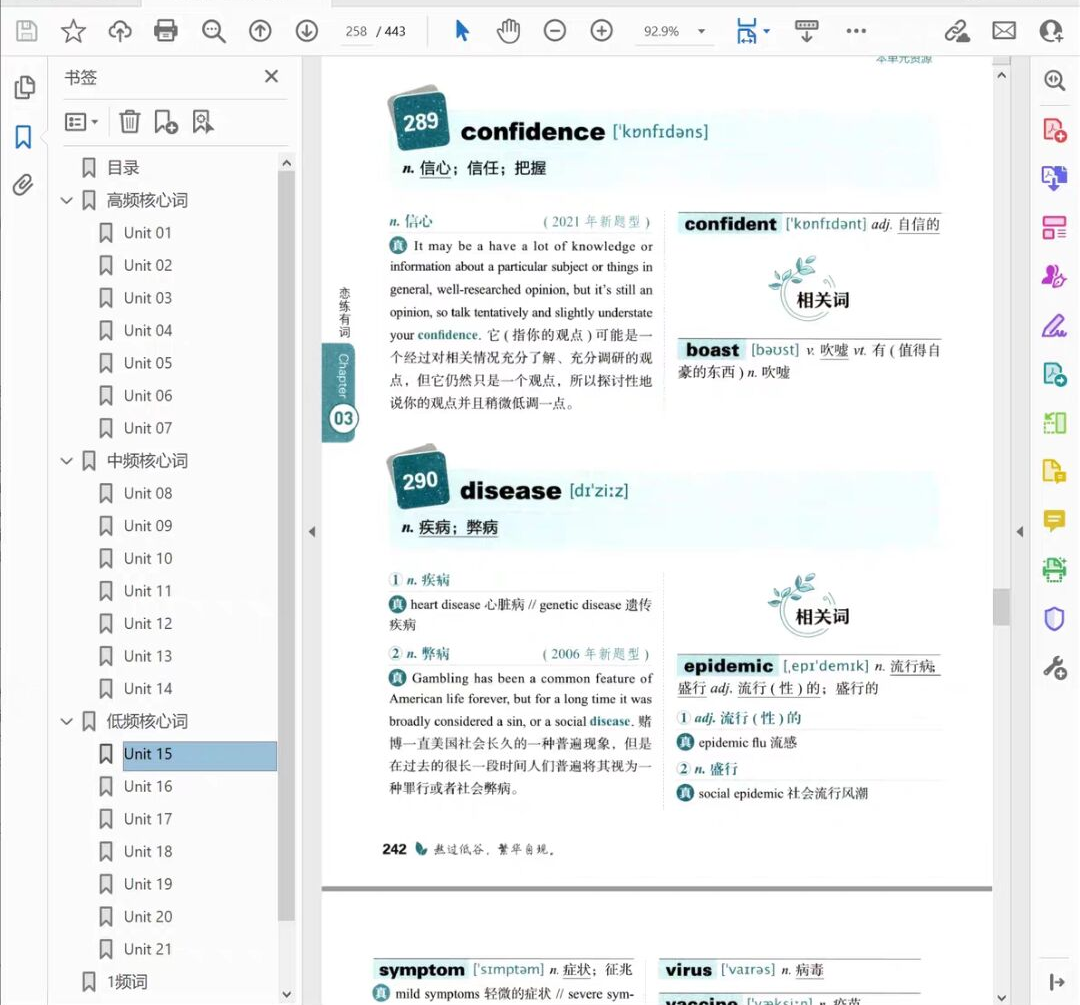 258 / 443
92.9%
书签
目录
高频核心词
Unit 01
Unit 02
Unit 03
Unit 04
Unit 05
Unit 06
Unit 07
中频核心词
Unit 08
Unit 09
Unit 10
Unit 11
Unit 12
Unit 13
Unit 14
低频核心词
Unit 15
Unit 16
Unit 17
Unit 18
Unit 19
Unit 20
Unit 21
1频词
本单元资源
恋练有词
Chapter
03
289
confidence ['kɒnfɪdəns]
n. 信心；信任；把握
n. 信心 ( 2021 年新题型 )
真 It may be a have a lot of knowledge or
information about a particular subject or things in
general, well-researched opinion, but it's still an
opinion, so talk tentatively and slightly understate
your confidence. 它 ( 指你的观点 ) 可能是一
个经过对相关情况充分了解、充分调研的观
点，但它仍然只是一个观点，所以探讨性地
说你的观点并且稍微低调一点。
confident ['kɒnfɪdənt] adj. 自信的
相关词
boast [bəʊst] v. 吹嘘 vt. 有 ( 值得自
豪的东西 ) n. 吹嘘
290
disease [dɪ'ziːz]
n. 疾病；弊病
① n. 疾病
真 heart disease 心脏病 // genetic disease 遗传
疾病
② n. 弊病 ( 2006 年新题型 )
真 Gambling has been a common feature of
American life forever, but for a long time it was
broadly considered a sin, or a social disease. 赌
博一直美国社会长久的一种普遍现象，但是
在过去的很长一段时间人们普遍将其视为一
种罪行或者社会弊病。
相关词
epidemic [ˌepɪ'demɪk] n. 流行病;
盛行 adj. 流行 ( 性 ) 的；盛行的
① adj. 流行 ( 性 ) 的
真 epidemic flu 流感
② n. 盛行
真 social epidemic 社会流行风潮
242 熬过低谷，繁华自现。
symptom ['sɪmptəm] n. 症状；征兆
真 mild symptoms 轻微的症状 // severe sym-
virus ['vaɪrəs] n. 病毒
vaccine ['væksiːn] n. 疫苗